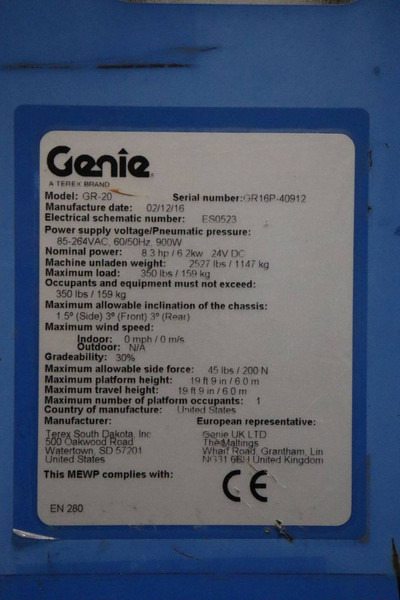 Genie
A TEREX BRAND
Model: GR-20 Serial number: GR16P-40912
Manufacture date: 02/12/16
Electrical schematic number: ES0523
Power supply voltage/Pneumatic pressure:
85-264VAC, 60/50Hz, 900W
Nominal power: 8.3 hp / 6.2kw 24V DC
Machine unladen weight: 2527 lbs / 1147 kg
Maximum load: 350 lbs / 159 kg
Occupants and equipment must not exceed:
350 lbs / 159 kg
Maximum allowable inclination of the chassis:
1.5º (Side) 3º (Front) 3º (Rear)
Maximum wind speed:
Indoor: 0 mph / 0 m/s
Outdoor: N/A
Gradeability: 30%
Maximum allowable side force: 45 lbs / 200 N
Maximum platform height: 19 ft 9 in / 6.0 m
Maximum travel height: 19 ft 9 in / 6.0 m
Maximum number of platform occupants: 1
Country of manufacture: United States
Manufacturer: European representative:
Terex South Dakota, Inc Genie UK LTD
500 Oakwood Road The Maltings
Watertown, SD 57201 Wharf Road, Grantham, Lin
United States NG31 6BH United Kingdom
This MEWP complies with: CE
EN 280